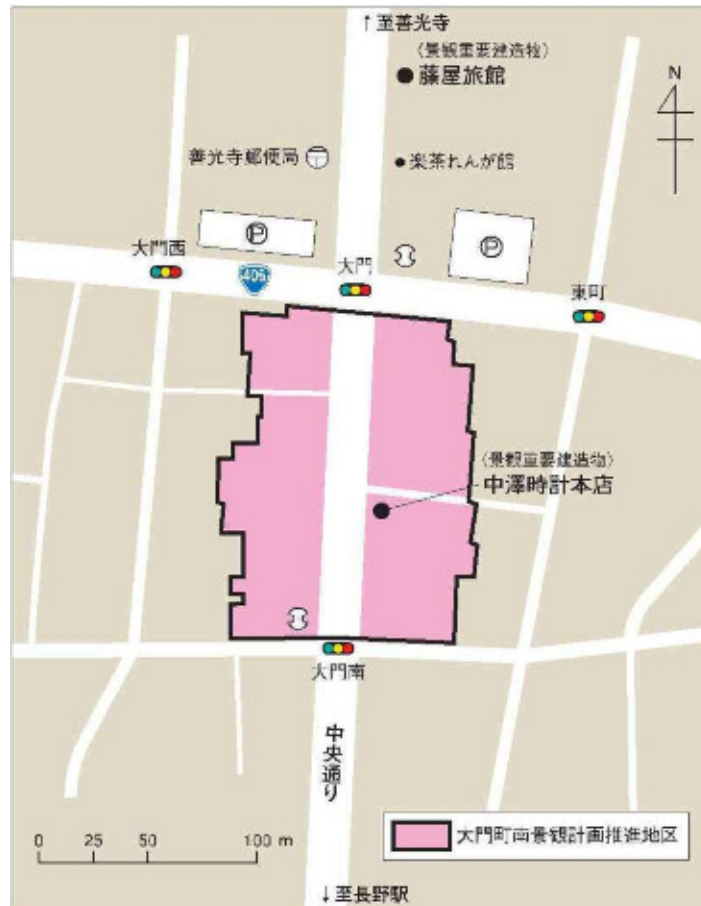 ↑至善光寺
〈景観重要建造物〉
藤屋旅館
N
善光寺郵便局
楽茶れんが館
P
P
大門西
406
大門
東町
〈景観重要建造物〉
中澤時計本店
大門南
中央通り
0 25 50 100 m
大門町南景観計画推進地区
↓至長野駅